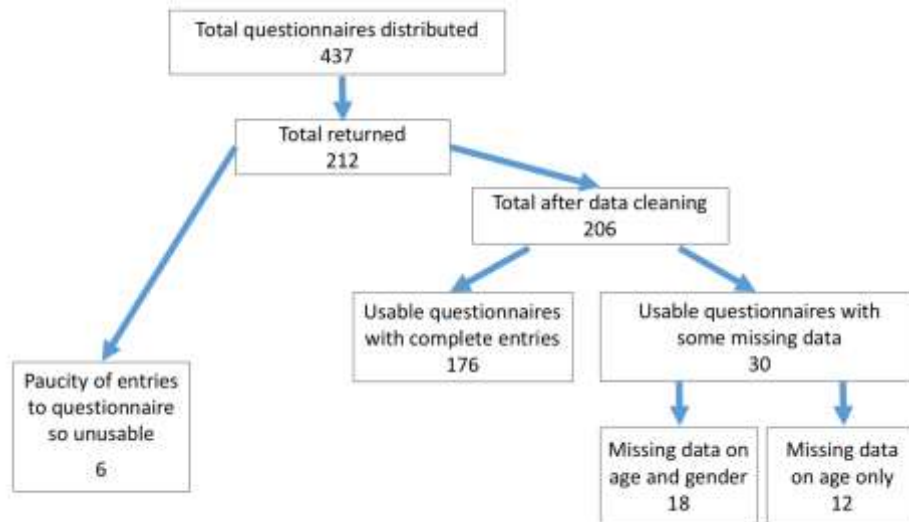 Total questionnaires distributed
437
Total returned
212
Total after data cleaning
206
Usable questionnaires
with complete entries
176
Usable questionnaires with
some missing data
30
Paucity of entries
to questionnaire
so unusable
6
Missing data on
age and gender
18
Missing data
on age only
12